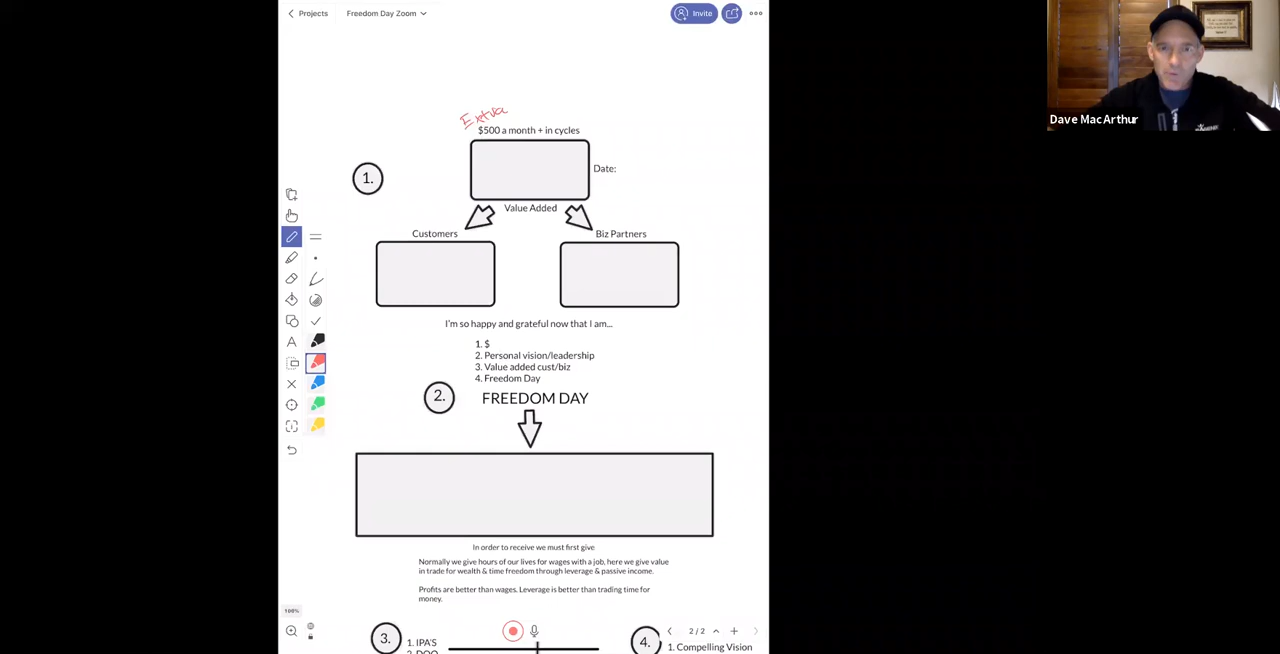 Projects
Freedom Day Zoom
Invite
Dave MacArthur
Extra
$500 a month + in cycles
1.
Date:
Value Added
Customers
Biz Partners
I'm so happy and grateful now that I am...
1. $
2. Personal vision/leadership
3. Value added cust/biz
4. Freedom Day
2.
FREEDOM DAY
In order to receive we must first give
Normally we give hours of our lives for wages with a job, here we give value
in trade for wealth & time freedom through leverage & passive income.
Profits are better than wages. Leverage is better than trading time for
money.
100%
3.
1. IPA'S
2 / 2
4.
1. Compelling Vision